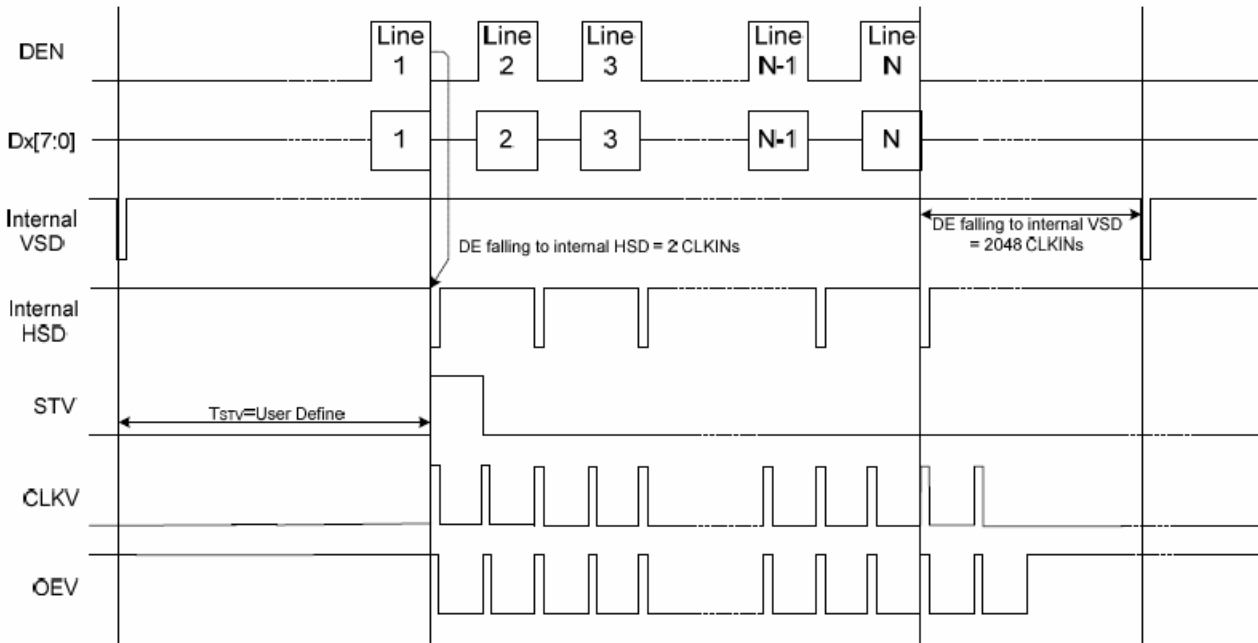 DEN
Line
1
Line
2
Line
3
Line
N-1
Line
N
Dx[7:0]
1
2
3
N-1
N
Internal
VSD
DE falling to internal HSD = 2 CLKINs
DE falling to internal VSD
= 2048 CLKINs
Internal
HSD
STV
TSTV=User Define
CLKV
OEV